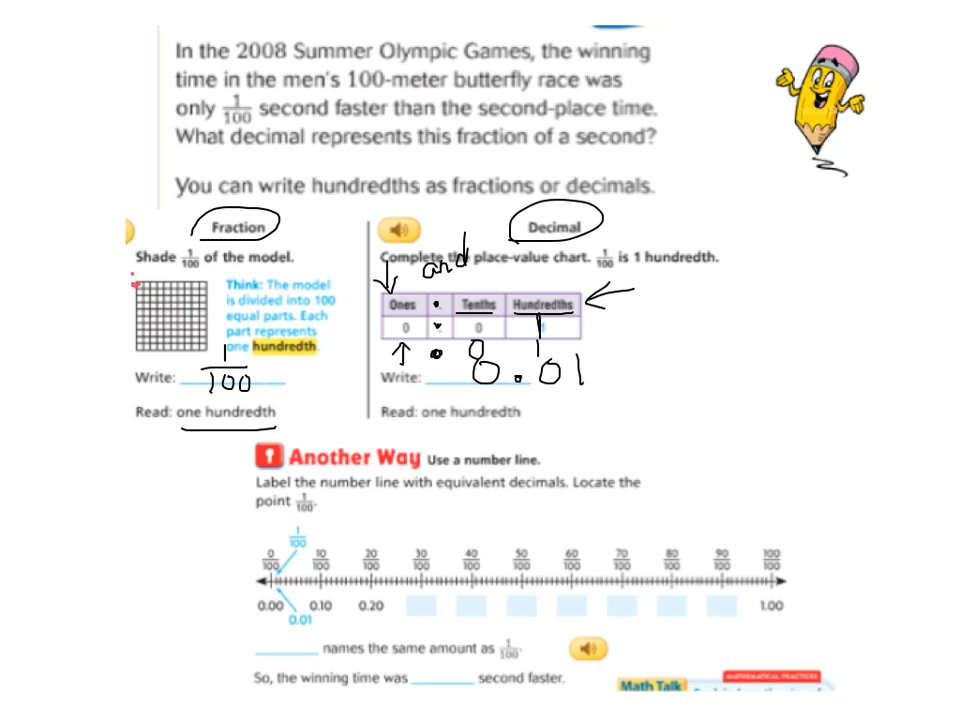 In the 2008 Summer Olympic Games, the winning
time in the men's 100-meter butterfly race was
only 1/100 second faster than the second-place time.
What decimal represents this fraction of a second?
You can write hundredths as fractions or decimals.
Fraction
Shade 1/100 of the model.
Think: The model
is divided into 100
equal parts. Each
part represents
one hundredth.
Write: 1/100
Read: one hundredth
Decimal
Complete the place-value chart. 1/100 is 1 hundredth.
and
Ones . Tenths Hundredths
0 . 0 1
. 0 1
Write: 0.01
Read: one hundredth
Another Way Use a number line.
Label the number line with equivalent decimals. Locate the
point 1/100.
1/100
0/100 10/100 20/100 30/100 40/100 50/100 60/100 70/100 80/100 90/100 100/100
0.00 0.10 0.20 1.00
0.01
names the same amount as 1/100.
So, the winning time was second faster.
MATHEMATICAL PRACTICES
Math Talk